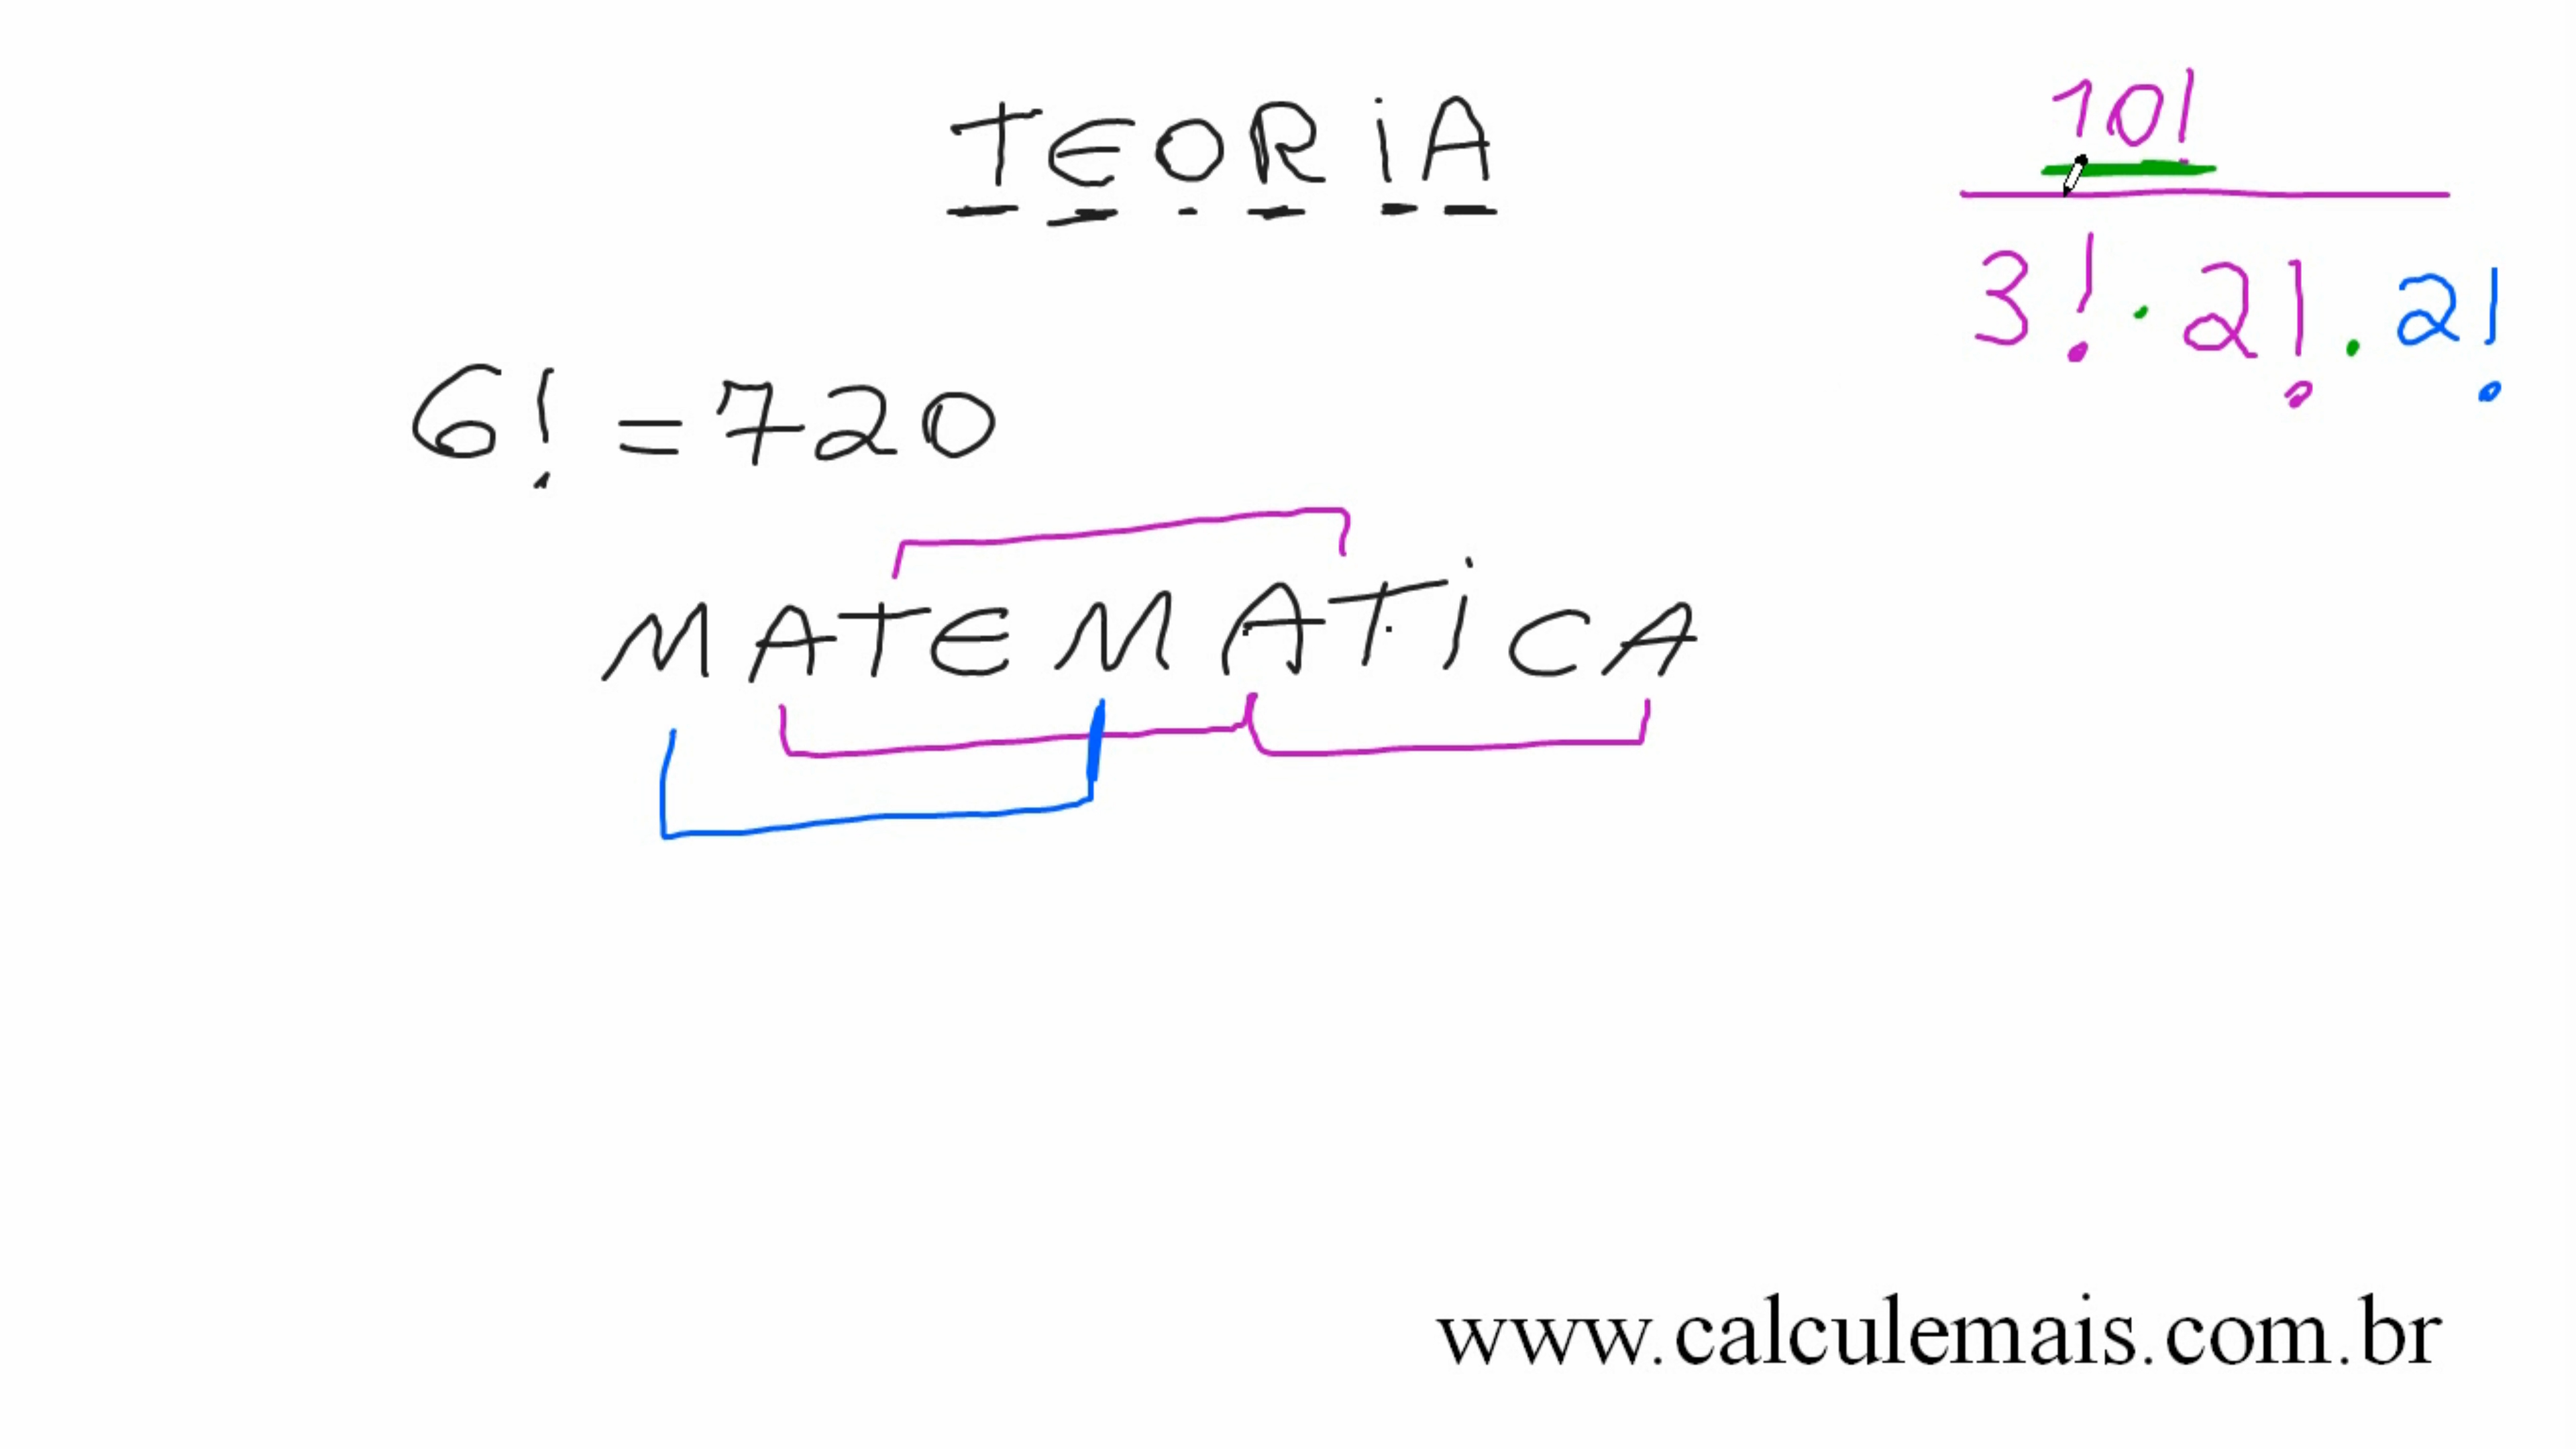 TEORiA
10!
3! . 2! . 2!
6! = 720
MATEMATiCA
www.calculemais.com.br